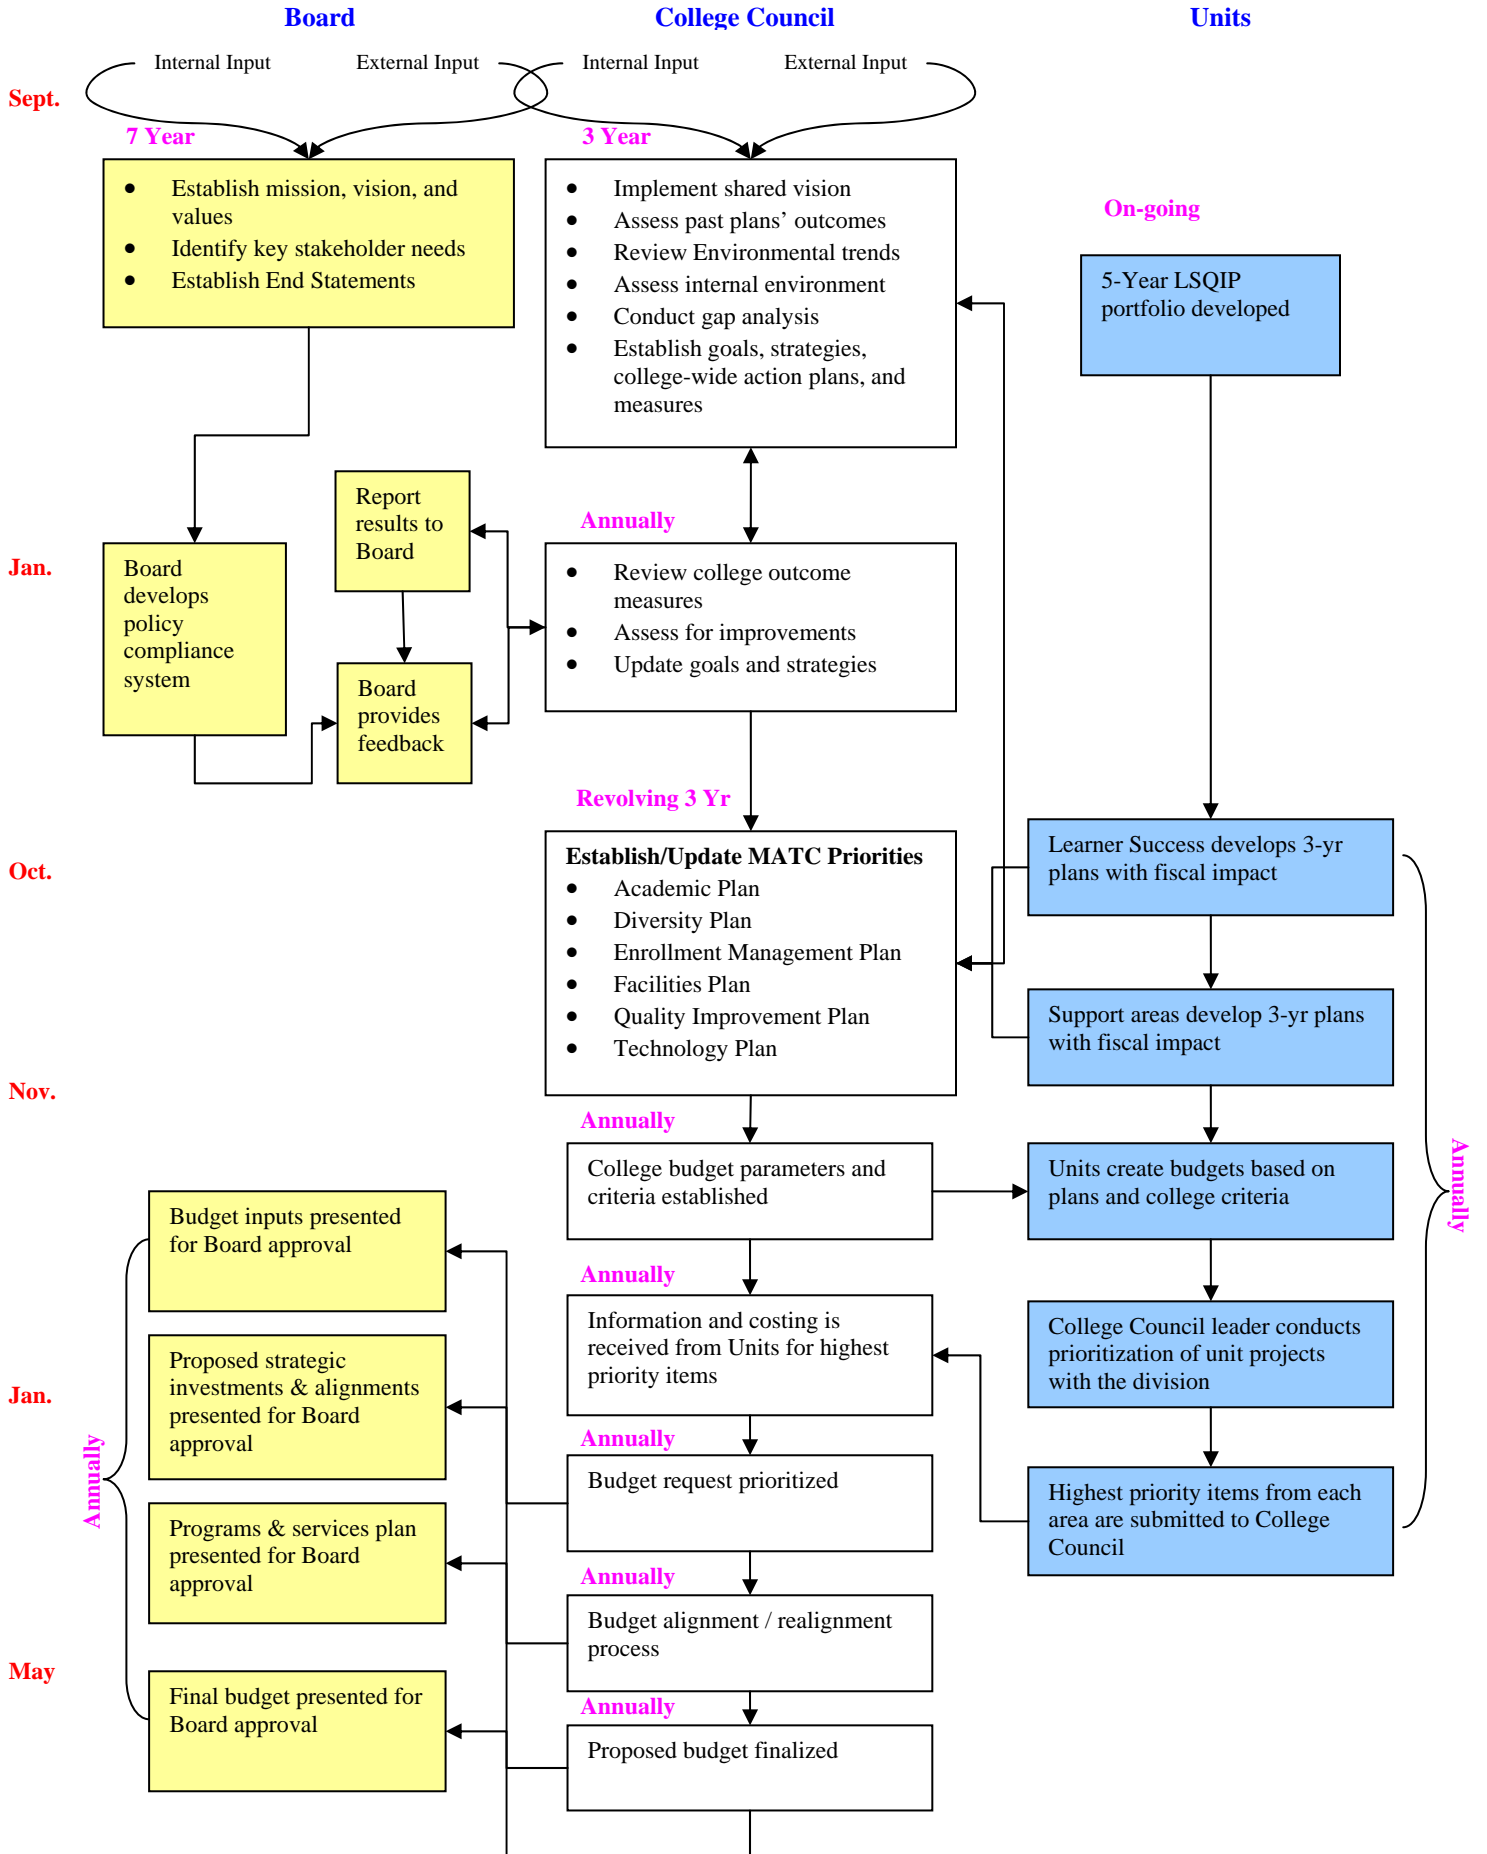 Board
College Council
Units
Internal Input
External Input
Internal Input
External Input
Sept.
7 Year
3 Year
• Establish mission, vision, and
values
• Identify key stakeholder needs
• Establish End Statements
• Implement shared vision
• Assess past plans’ outcomes
• Review Environmental trends
• Assess internal environment
• Conduct gap analysis
• Establish goals, strategies,
college-wide action plans, and
measures
On-going
5-Year LSQIP
portfolio developed
Report
results to
Board
Annually
Jan.
Board
develops
policy
compliance
system
• Review college outcome
measures
• Assess for improvements
• Update goals and strategies
Board
provides
feedback
Revolving 3 Yr
Oct.
Establish/Update MATC Priorities
• Academic Plan
• Diversity Plan
• Enrollment Management Plan
• Facilities Plan
• Quality Improvement Plan
• Technology Plan
Learner Success develops 3-yr
plans with fiscal impact
Support areas develop 3-yr plans
with fiscal impact
Nov.
Annually
College budget parameters and
criteria established
Units create budgets based on
plans and college criteria
Annually
Budget inputs presented
for Board approval
Annually
Information and costing is
received from Units for highest
priority items
College Council leader conducts
prioritization of unit projects
with the division
Jan.
Proposed strategic
investments & alignments
presented for Board
approval
Annually
Annually
Budget request prioritized
Highest priority items from each
area are submitted to College
Council
Programs & services plan
presented for Board
approval
Annually
Budget alignment / realignment
process
May
Final budget presented for
Board approval
Annually
Proposed budget finalized